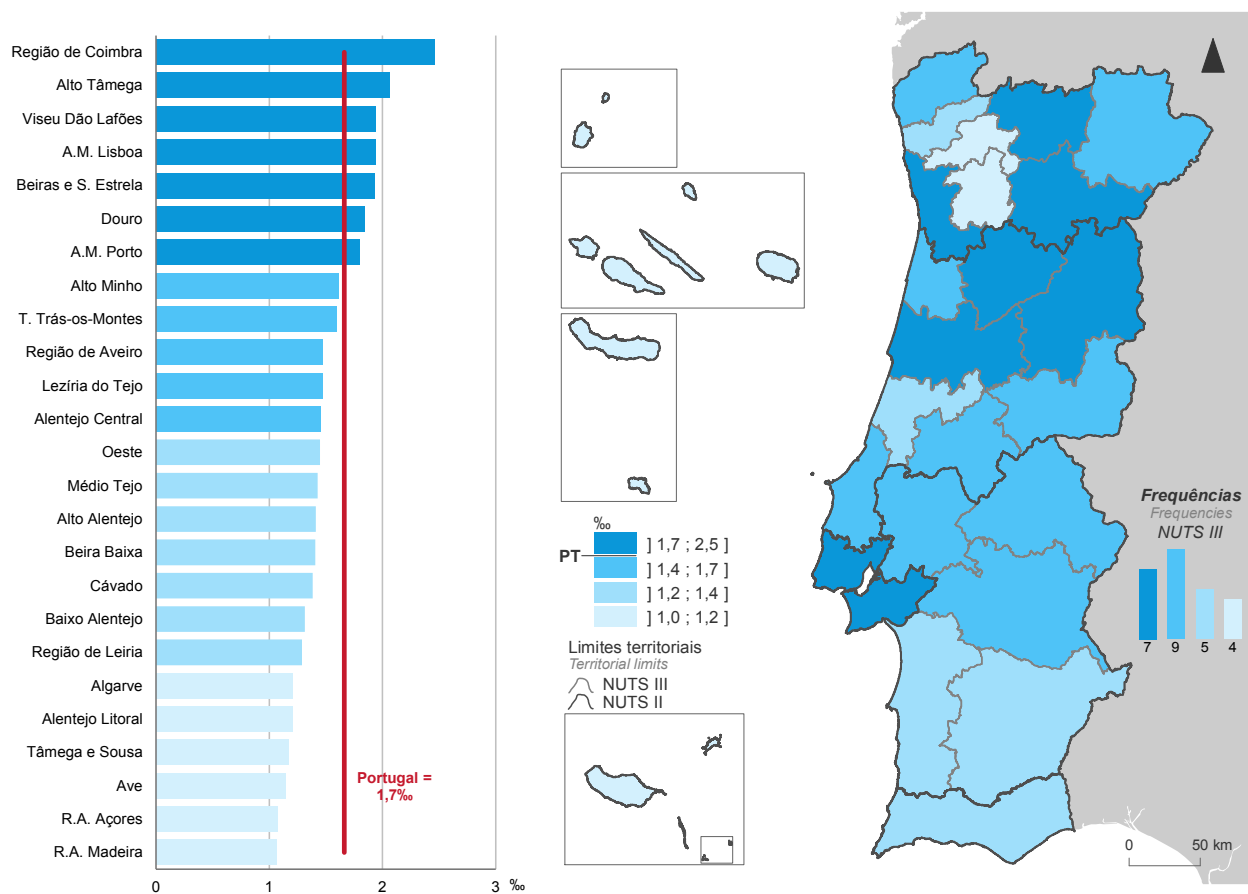 Região de Coimbra
Alto Tâmega
Viseu Dão Lafões
A.M. Lisboa
Beiras e S. Estrela
Douro
A.M. Porto
Alto Minho
T. Trás-os-Montes
Região de Aveiro
Lezíria do Tejo
Alentejo Central
Oeste
Médio Tejo
Alto Alentejo
Beira Baixa
Cávado
Baixo Alentejo
Região de Leiria
Algarve
Alentejo Litoral
Tâmega e Sousa
Ave
R.A. Açores
R.A. Madeira
Portugal =
1,7‰
0 1 2 3 ‰
‰
PT
] 1,7 ; 2,5 ]
] 1,4 ; 1,7 ]
] 1,2 ; 1,4 ]
] 1,0 ; 1,2 ]
Limites territoriais
Territorial limits
NUTS III
NUTS II
Frequências
Frequencies
NUTS III
7 9 5 4
0 50 km